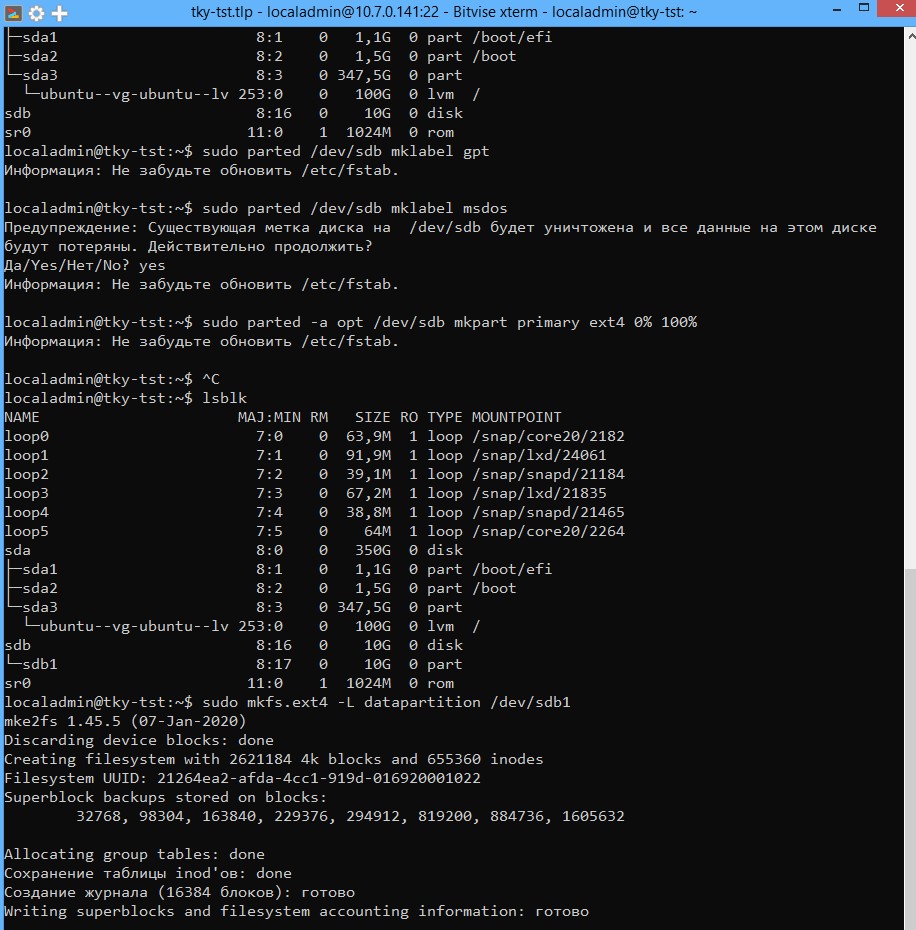 tky-tst.tlp - localadmin@10.7.0.141:22 - Bitvise xterm - localadmin@tky-tst: ~
├─sda1                      8:1    0   1,1G  0 part /boot/efi
├─sda2                      8:2    0   1,5G  0 part /boot
└─sda3                      8:3    0 347,5G  0 part
  └─ubuntu--vg-ubuntu--lv 253:0    0   100G  0 lvm  /
sdb                         8:16   0    10G  0 disk
sr0                        11:0    1  1024M  0 rom
localadmin@tky-tst:~$ sudo parted /dev/sdb mklabel gpt
Информация: Не забудьте обновить /etc/fstab.
localadmin@tky-tst:~$ sudo parted /dev/sdb mklabel msdos
Предупреждение: Существующая метка диска на  /dev/sdb будет уничтожена и все данные на этом диске
будут потеряны. Действительно продолжить?
Да/Yes/Нет/No? yes
Информация: Не забудьте обновить /etc/fstab.
localadmin@tky-tst:~$ sudo parted -a opt /dev/sdb mkpart primary ext4 0% 100%
Информация: Не забудьте обновить /etc/fstab.
localadmin@tky-tst:~$ ^C
localadmin@tky-tst:~$ lsblk
NAME                      MAJ:MIN RM   SIZE RO TYPE MOUNTPOINT
loop0                       7:0    0  63,9M  1 loop /snap/core20/2182
loop1                       7:1    0  91,9M  1 loop /snap/lxd/24061
loop2                       7:2    0  39,1M  1 loop /snap/snapd/21184
loop3                       7:3    0  67,2M  1 loop /snap/lxd/21835
loop4                       7:4    0  38,8M  1 loop /snap/snapd/21465
loop5                       7:5    0    64M  1 loop /snap/core20/2264
sda                         8:0    0   350G  0 disk
├─sda1                      8:1    0   1,1G  0 part /boot/efi
├─sda2                      8:2    0   1,5G  0 part /boot
└─sda3                      8:3    0 347,5G  0 part
  └─ubuntu--vg-ubuntu--lv 253:0    0   100G  0 lvm  /
sdb                         8:16   0    10G  0 disk
└─sdb1                      8:17   0    10G  0 part
sr0                        11:0    1  1024M  0 rom
localadmin@tky-tst:~$ sudo mkfs.ext4 -L datapartition /dev/sdb1
mke2fs 1.45.5 (07-Jan-2020)
Discarding device blocks: done
Creating filesystem with 2621184 4k blocks and 655360 inodes
Filesystem UUID: 21264ea2-afda-4cc1-919d-016920001022
Superblock backups stored on blocks:
        32768, 98304, 163840, 229376, 294912, 819200, 884736, 1605632
Allocating group tables: done
Сохранение таблицы inod'ов: done
Создание журнала (16384 блоков): готово
Writing superblocks and filesystem accounting information: готово